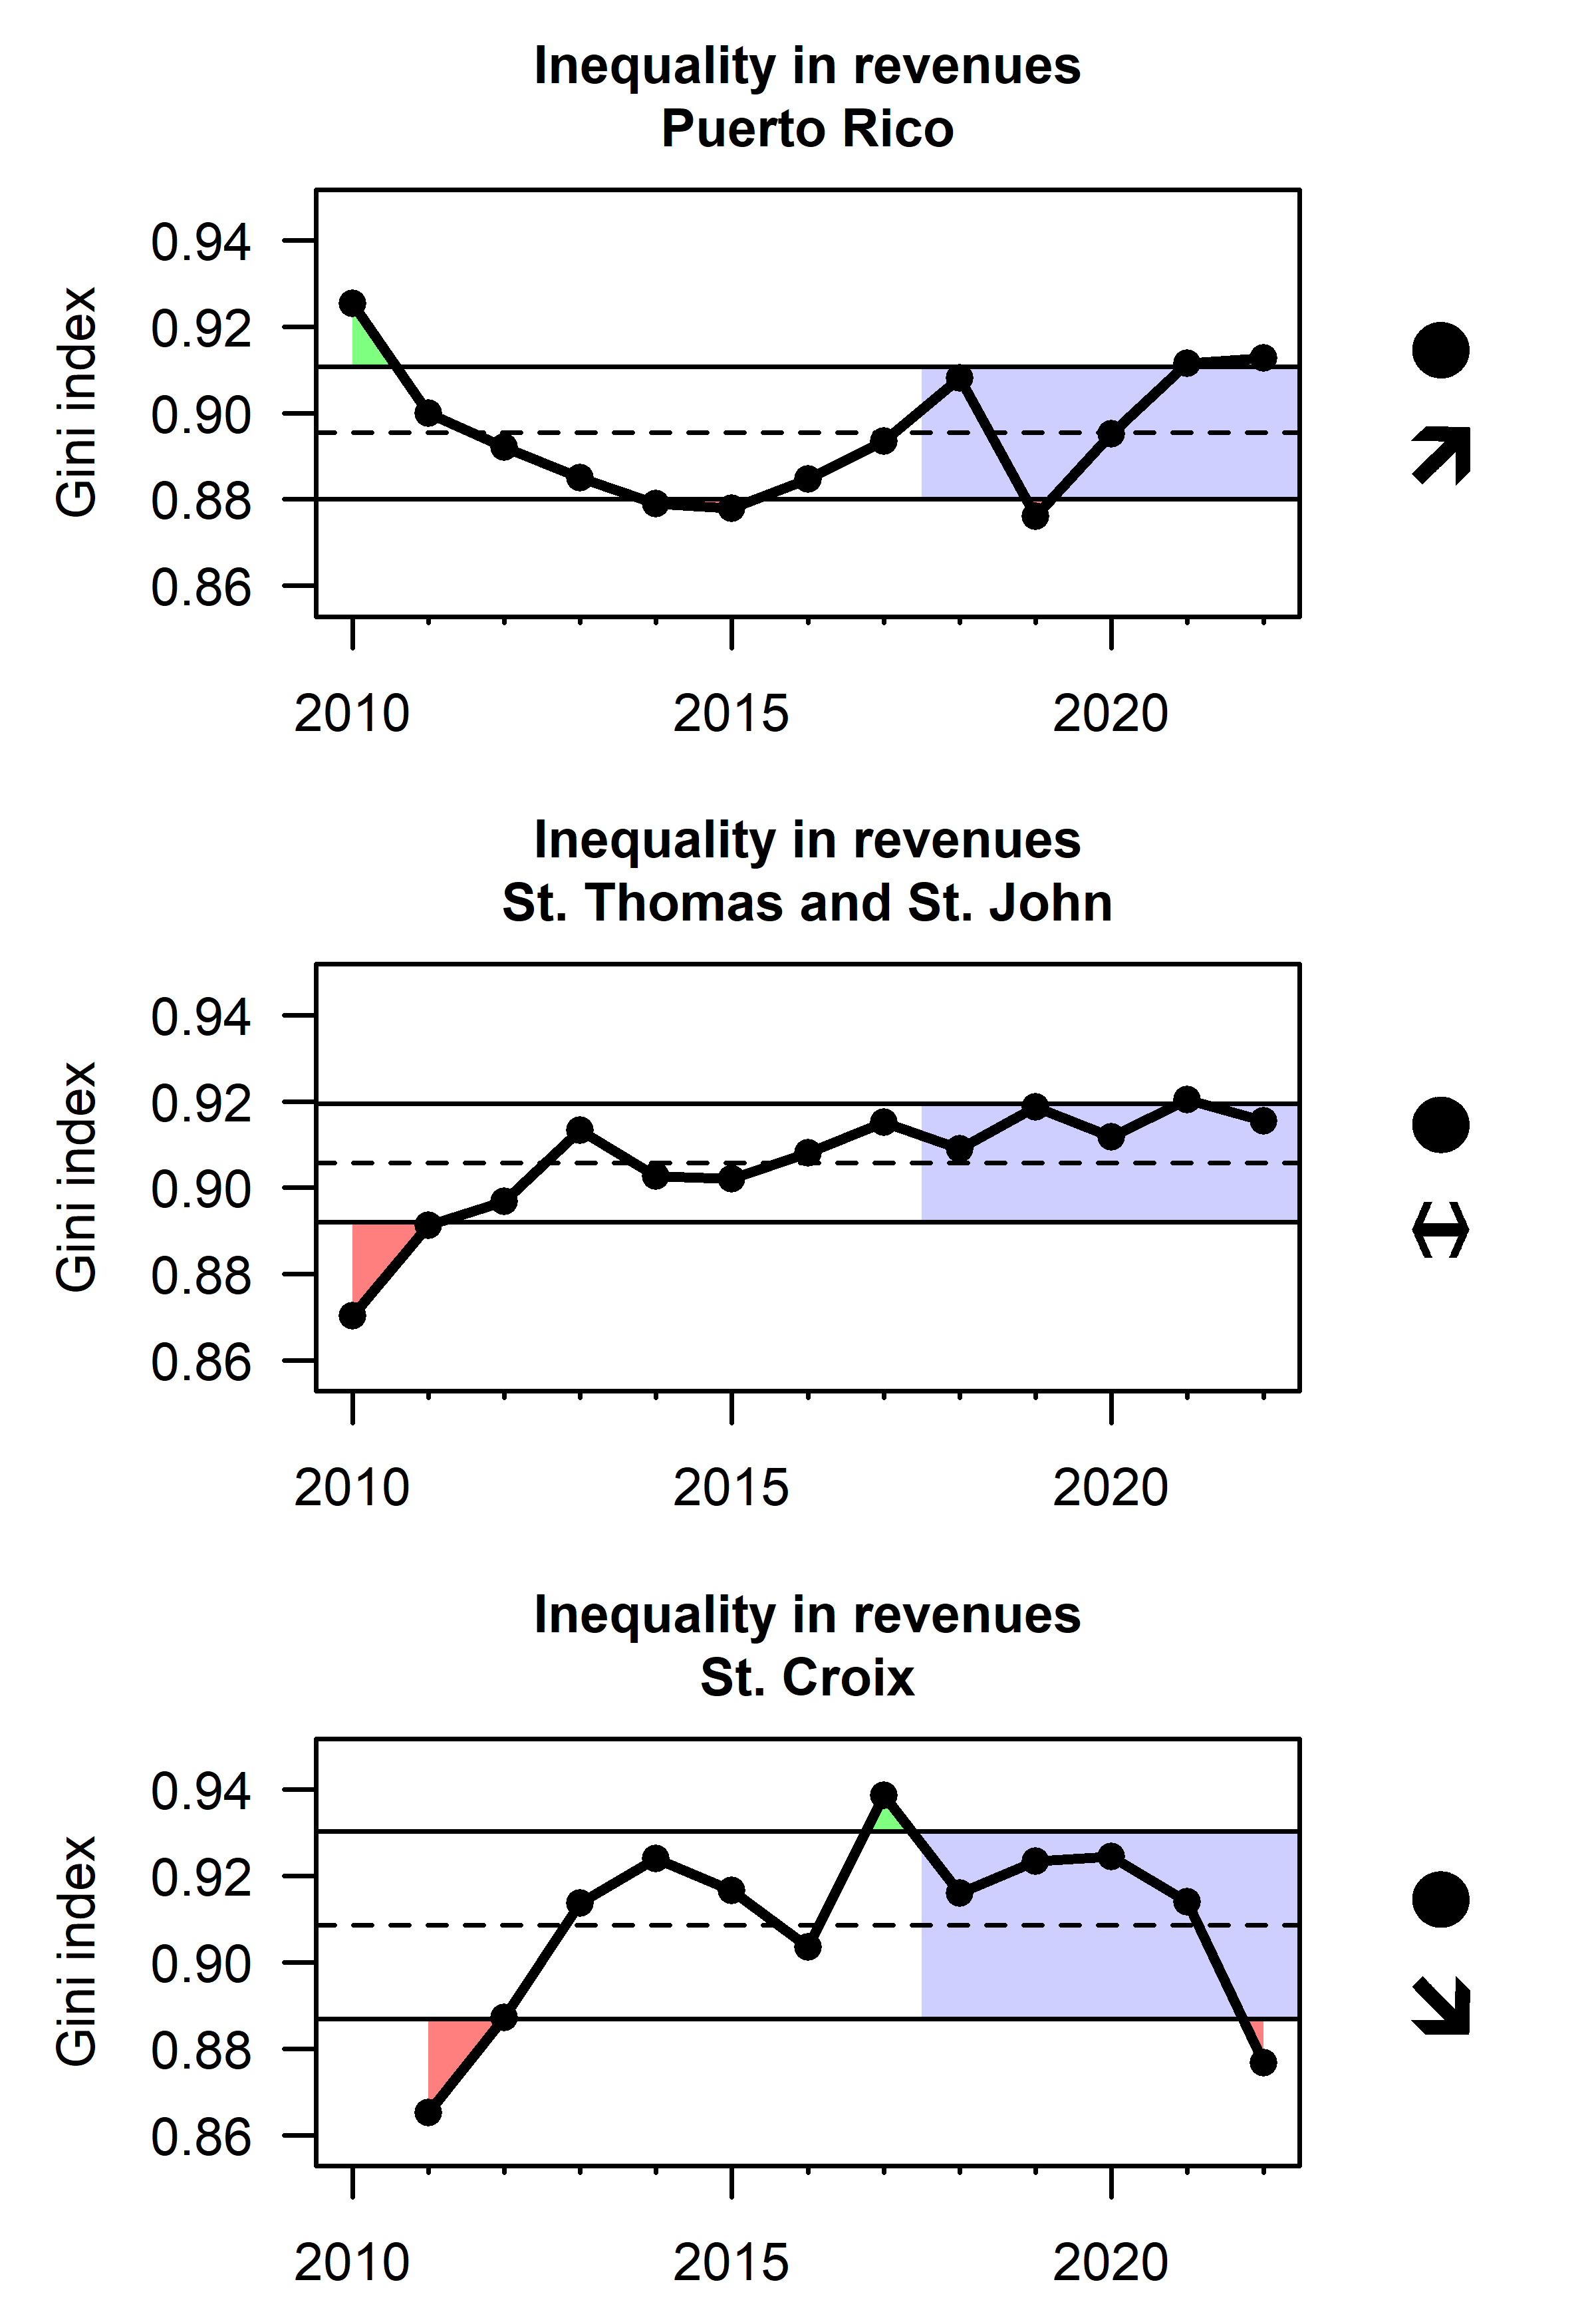 Inequality in revenues
Puerto Rico
Gini index
0.94
0.92
0.90
0.88
0.86
2010 2015 2020
Inequality in revenues
St. Thomas and St. John
Gini index
0.94
0.92
0.90
0.88
0.86
2010 2015 2020
Inequality in revenues
St. Croix
Gini index
0.94
0.92
0.90
0.88
0.86
2010 2015 2020